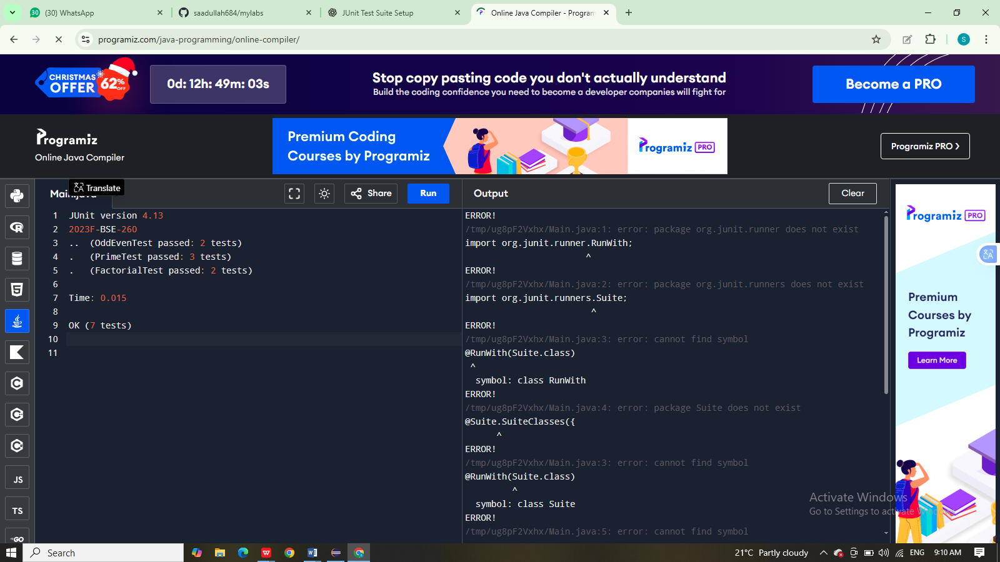 30 (30) WhatsApp
saadullah684/mylabs
JUnit Test Suite Setup
Online Java Compiler - Program
programiz.com/java-programming/online-compiler/
S
CHRISTMAS
OFFER
62%
OFF
0d: 12h: 49m: 03s
Stop copy pasting code you don't actually understand
Build the coding confidence you need to become a developer companies will fight for
Become a PRO
Programiz
Online Java Compiler
Premium Coding
Courses by Programiz
Programiz PRO
Programiz PRO
Translate
Share
Run
Output
Clear
1 JUnit version 4.13
2 2023F-BSE-260
3 .. (OddEvenTest passed: 2 tests)
4 . (PrimeTest passed: 3 tests)
5 . (FactorialTest passed: 2 tests)
6
7 Time: 0.015
8
9 OK (7 tests)
10
11
ERROR!
/tmp/ug8pF2Vxhx/Main.java:1: error: package org.junit.runner does not exist
import org.junit.runner.RunWith;
^
ERROR!
/tmp/ug8pF2Vxhx/Main.java:2: error: package org.junit.runners does not exist
import org.junit.runners.Suite;
^
ERROR!
/tmp/ug8pF2Vxhx/Main.java:3: error: cannot find symbol
@RunWith(Suite.class)
^
symbol: class RunWith
ERROR!
/tmp/ug8pF2Vxhx/Main.java:4: error: package Suite does not exist
@Suite.SuiteClasses({
^
ERROR!
/tmp/ug8pF2Vxhx/Main.java:3: error: cannot find symbol
@RunWith(Suite.class)
^
symbol: class Suite
ERROR!
/tmp/ug8pF2Vxhx/Main.java:5: error: cannot find symbol
Programiz PRO
Premium
Courses by
Programiz
Learn More
JS
TS
GO
Activate Windows
Go to Settings to activate Windows.
Search
21°C Partly cloudy
ENG
9:10 AM